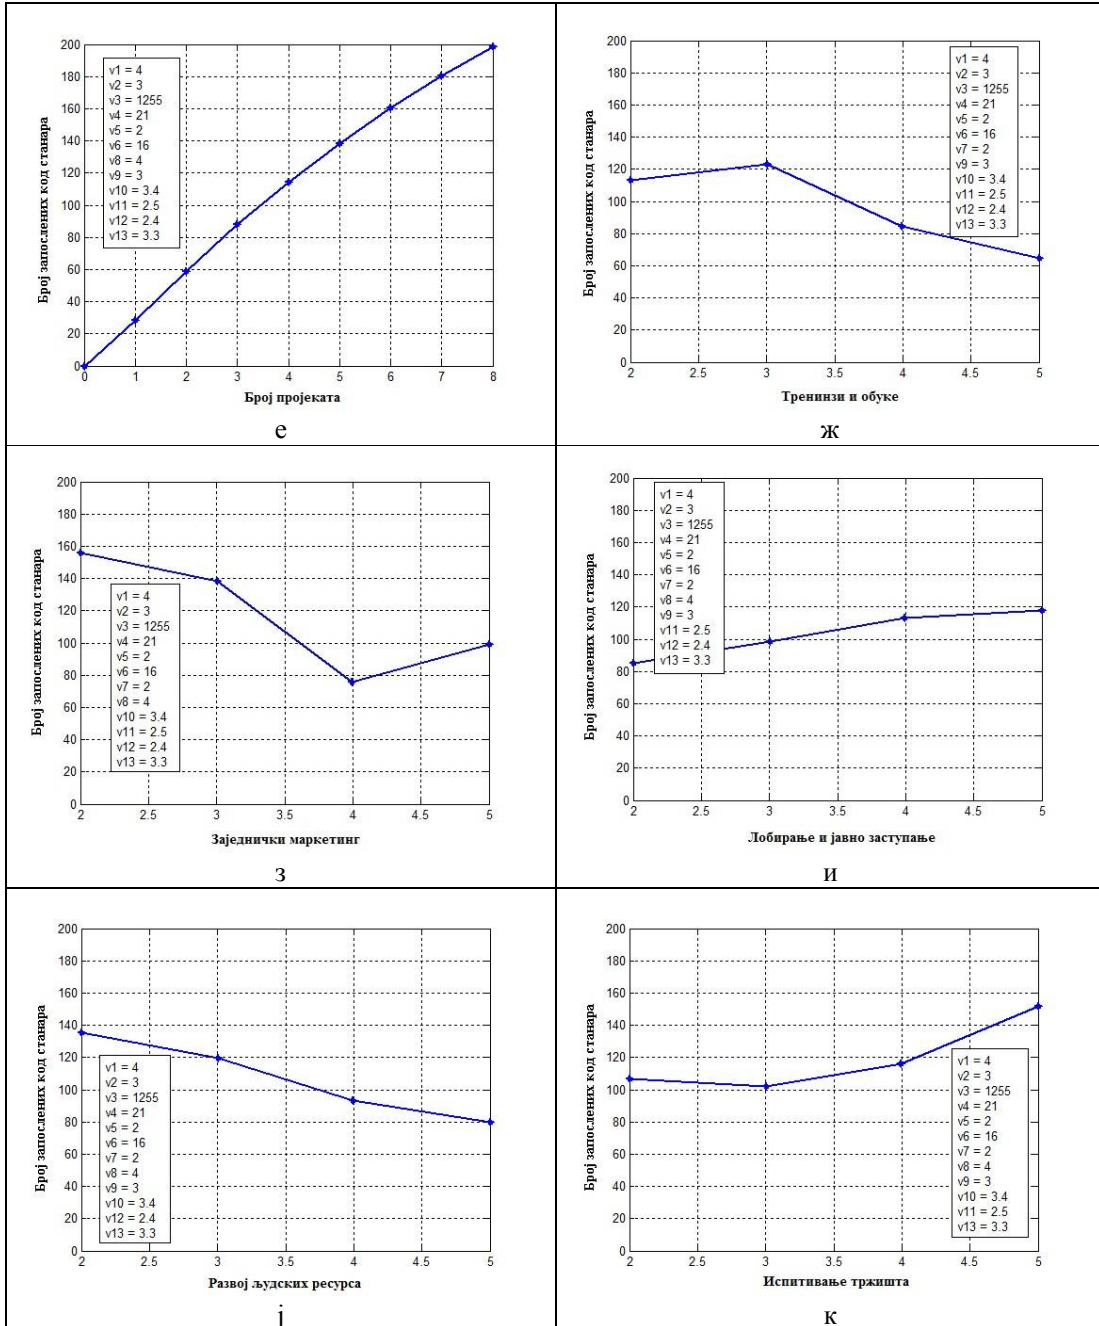 Број запослених код станара
200
180
160
140
120
100
80
60
40
20
0
v1 = 4
v2 = 3
v3 = 1255
v4 = 21
v5 = 2
v6 = 16
v8 = 4
v9 = 3
v10 = 3.4
v11 = 2.5
v12 = 2.4
v13 = 3.3
0 1 2 3 4 5 6 7 8
Број пројеката
е
Број запослених код станара
200
180
160
140
120
100
80
60
40
20
0
v1 = 4
v2 = 3
v3 = 1255
v4 = 21
v5 = 2
v6 = 16
v7 = 2
v9 = 3
v10 = 3.4
v11 = 2.5
v12 = 2.4
v13 = 3.3
2 2.5 3 3.5 4 4.5 5
Тренинзи и обуке
ж
Број запослених код станара
200
180
160
140
120
100
80
60
40
20
0
v1 = 4
v2 = 3
v3 = 1255
v4 = 21
v5 = 2
v6 = 16
v7 = 2
v8 = 4
v10 = 3.4
v11 = 2.5
v12 = 2.4
v13 = 3.3
2 2.5 3 3.5 4 4.5 5
Заједнички маркетинг
з
Број запослених код станара
200
180
160
140
120
100
80
60
40
20
0
v1 = 4
v2 = 3
v3 = 1255
v4 = 21
v5 = 2
v6 = 16
v7 = 2
v8 = 4
v9 = 3
v11 = 2.5
v12 = 2.4
v13 = 3.3
2 2.5 3 3.5 4 4.5 5
Лобирање и јавно заступање
и
Број запослених код станара
200
180
160
140
120
100
80
60
40
20
0
v1 = 4
v2 = 3
v3 = 1255
v4 = 21
v5 = 2
v6 = 16
v7 = 2
v8 = 4
v9 = 3
v10 = 3.4
v12 = 2.4
v13 = 3.3
2 2.5 3 3.5 4 4.5 5
Развој људских ресурса
ј
Број запослених код станара
200
180
160
140
120
100
80
60
40
20
0
v1 = 4
v2 = 3
v3 = 1255
v4 = 21
v5 = 2
v6 = 16
v7 = 2
v8 = 4
v9 = 3
v10 = 3.4
v11 = 2.5
v13 = 3.3
2 2.5 3 3.5 4 4.5 5
Испитивање тржишта
к